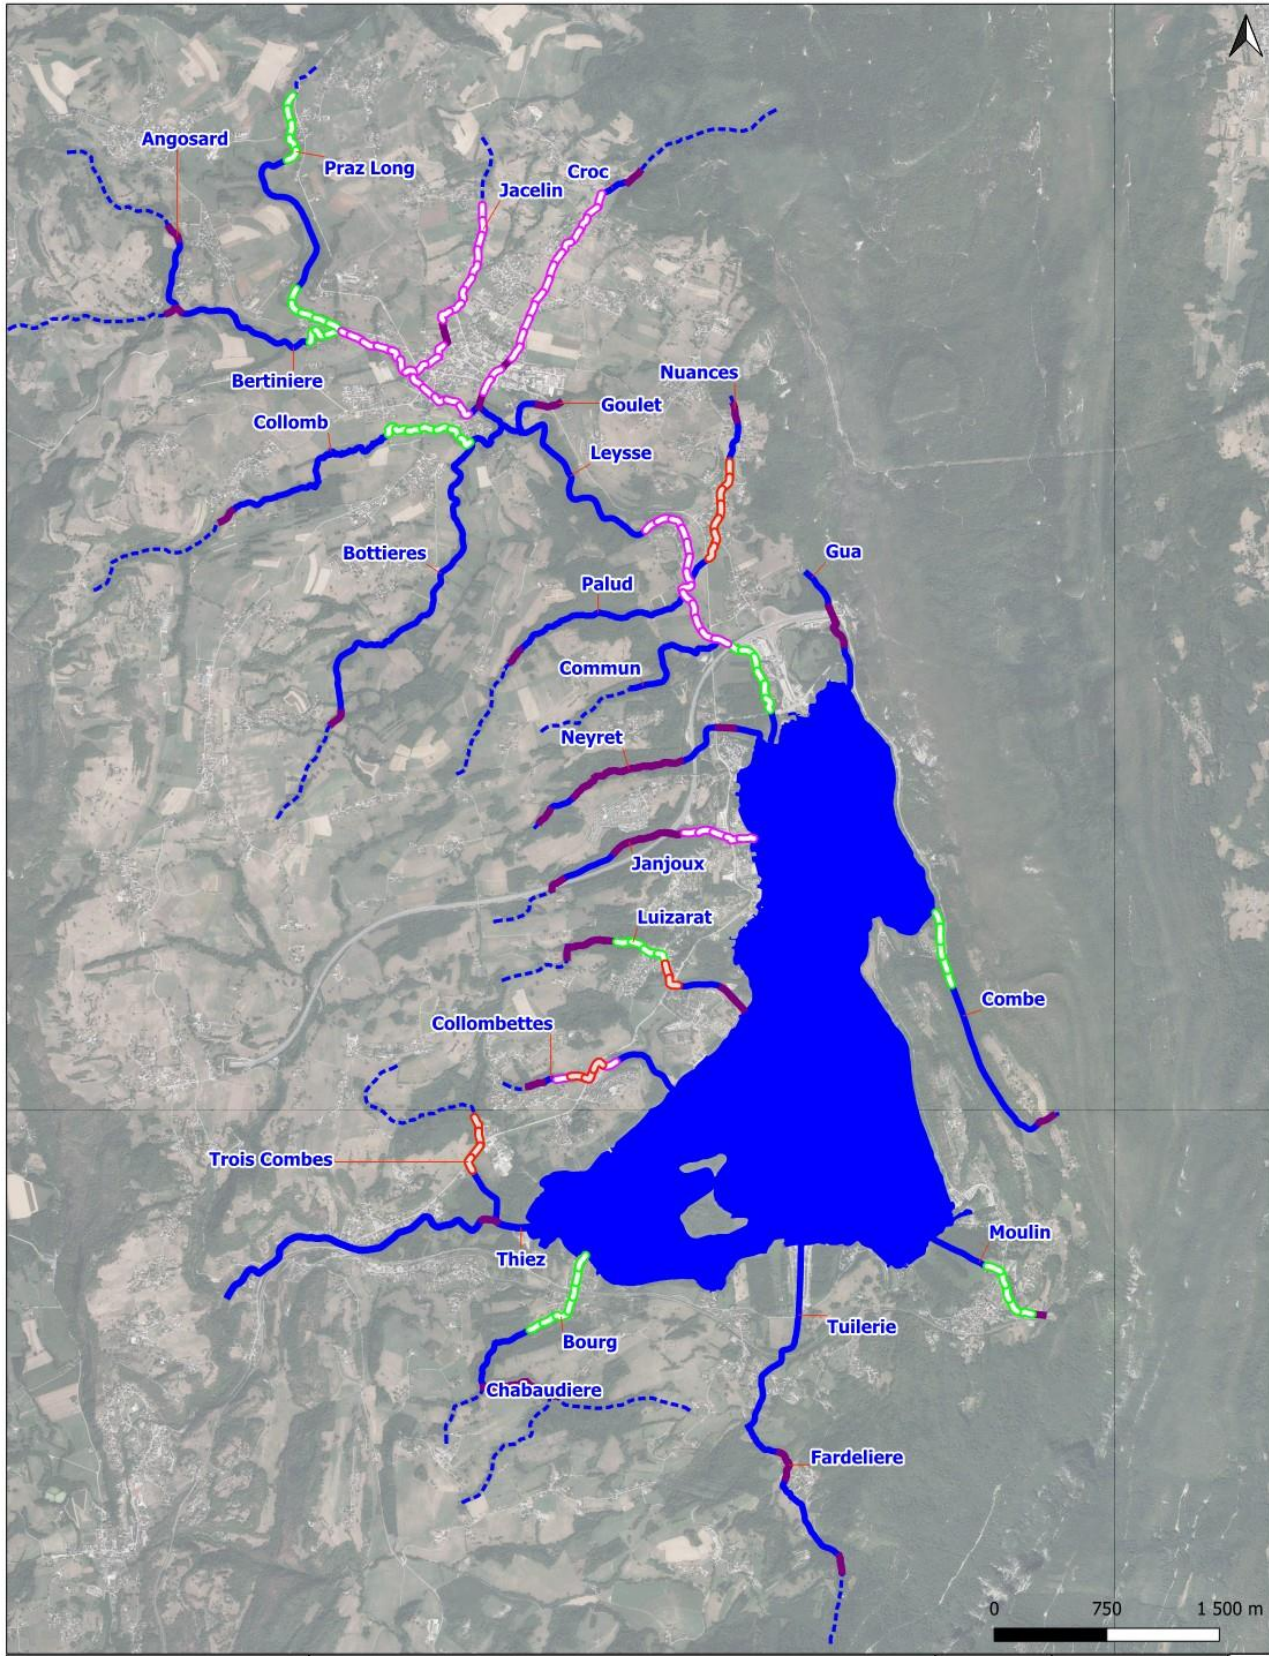 Angosard
Praz Long
Croc
Jacelin
Bertiniere
Nuances
Goulet
Collomb
Leysse
Bottieres
Gua
Palud
Commun
Neyret
Janjoux
Luizarat
Combe
Collombettes
Trois Combes
Moulin
Thiez
Tuilerie
Bourg
Chabaudiere
Fardeliere
0 750 1 500 m